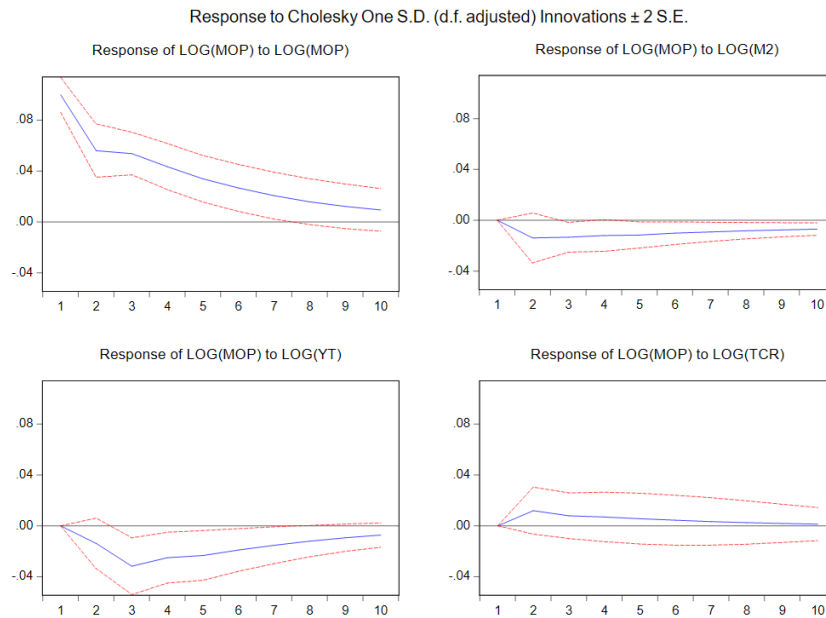 Response to Cholesky One S.D. (d.f. adjusted) Innovations ± 2 S.E.
Response of LOG(MOP) to LOG(MOP)
.08
.04
.00
-.04
1 2 3 4 5 6 7 8 9 10
Response of LOG(MOP) to LOG(M2)
.08
.04
.00
-.04
1 2 3 4 5 6 7 8 9 10
Response of LOG(MOP) to LOG(YT)
.08
.04
.00
-.04
1 2 3 4 5 6 7 8 9 10
Response of LOG(MOP) to LOG(TCR)
.08
.04
.00
-.04
1 2 3 4 5 6 7 8 9 10